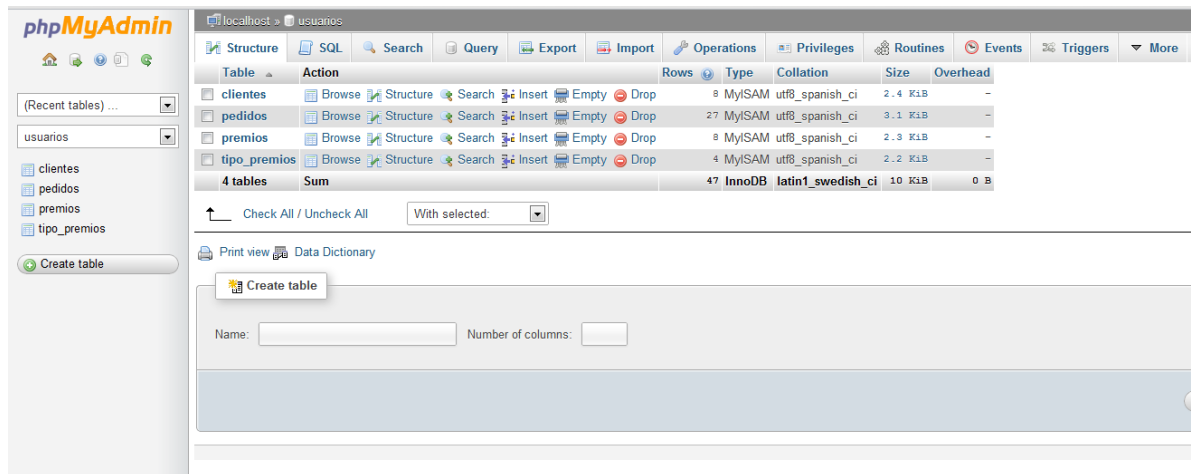 phpMyAdmin
(Recent tables) ...
usuarios
clientes
pedidos
premios
tipo_premios
Create table
localhost » usuarios
Structure SQL Search Query Export Import Operations Privileges Routines Events Triggers More
Table Action Rows Type Collation Size Overhead
clientes Browse Structure Search Insert Empty Drop 8 MyISAM utf8_spanish_ci 2.4 KiB -
pedidos Browse Structure Search Insert Empty Drop 27 MyISAM utf8_spanish_ci 3.1 KiB -
premios Browse Structure Search Insert Empty Drop 8 MyISAM utf8_spanish_ci 2.3 KiB -
tipo_premios Browse Structure Search Insert Empty Drop 4 MyISAM utf8_spanish_ci 2.2 KiB -
4 tables Sum 47 InnoDB latin1_swedish_ci 10 KiB 0 B
Check All / Uncheck All With selected:
Print view Data Dictionary
Create table
Name: Number of columns: